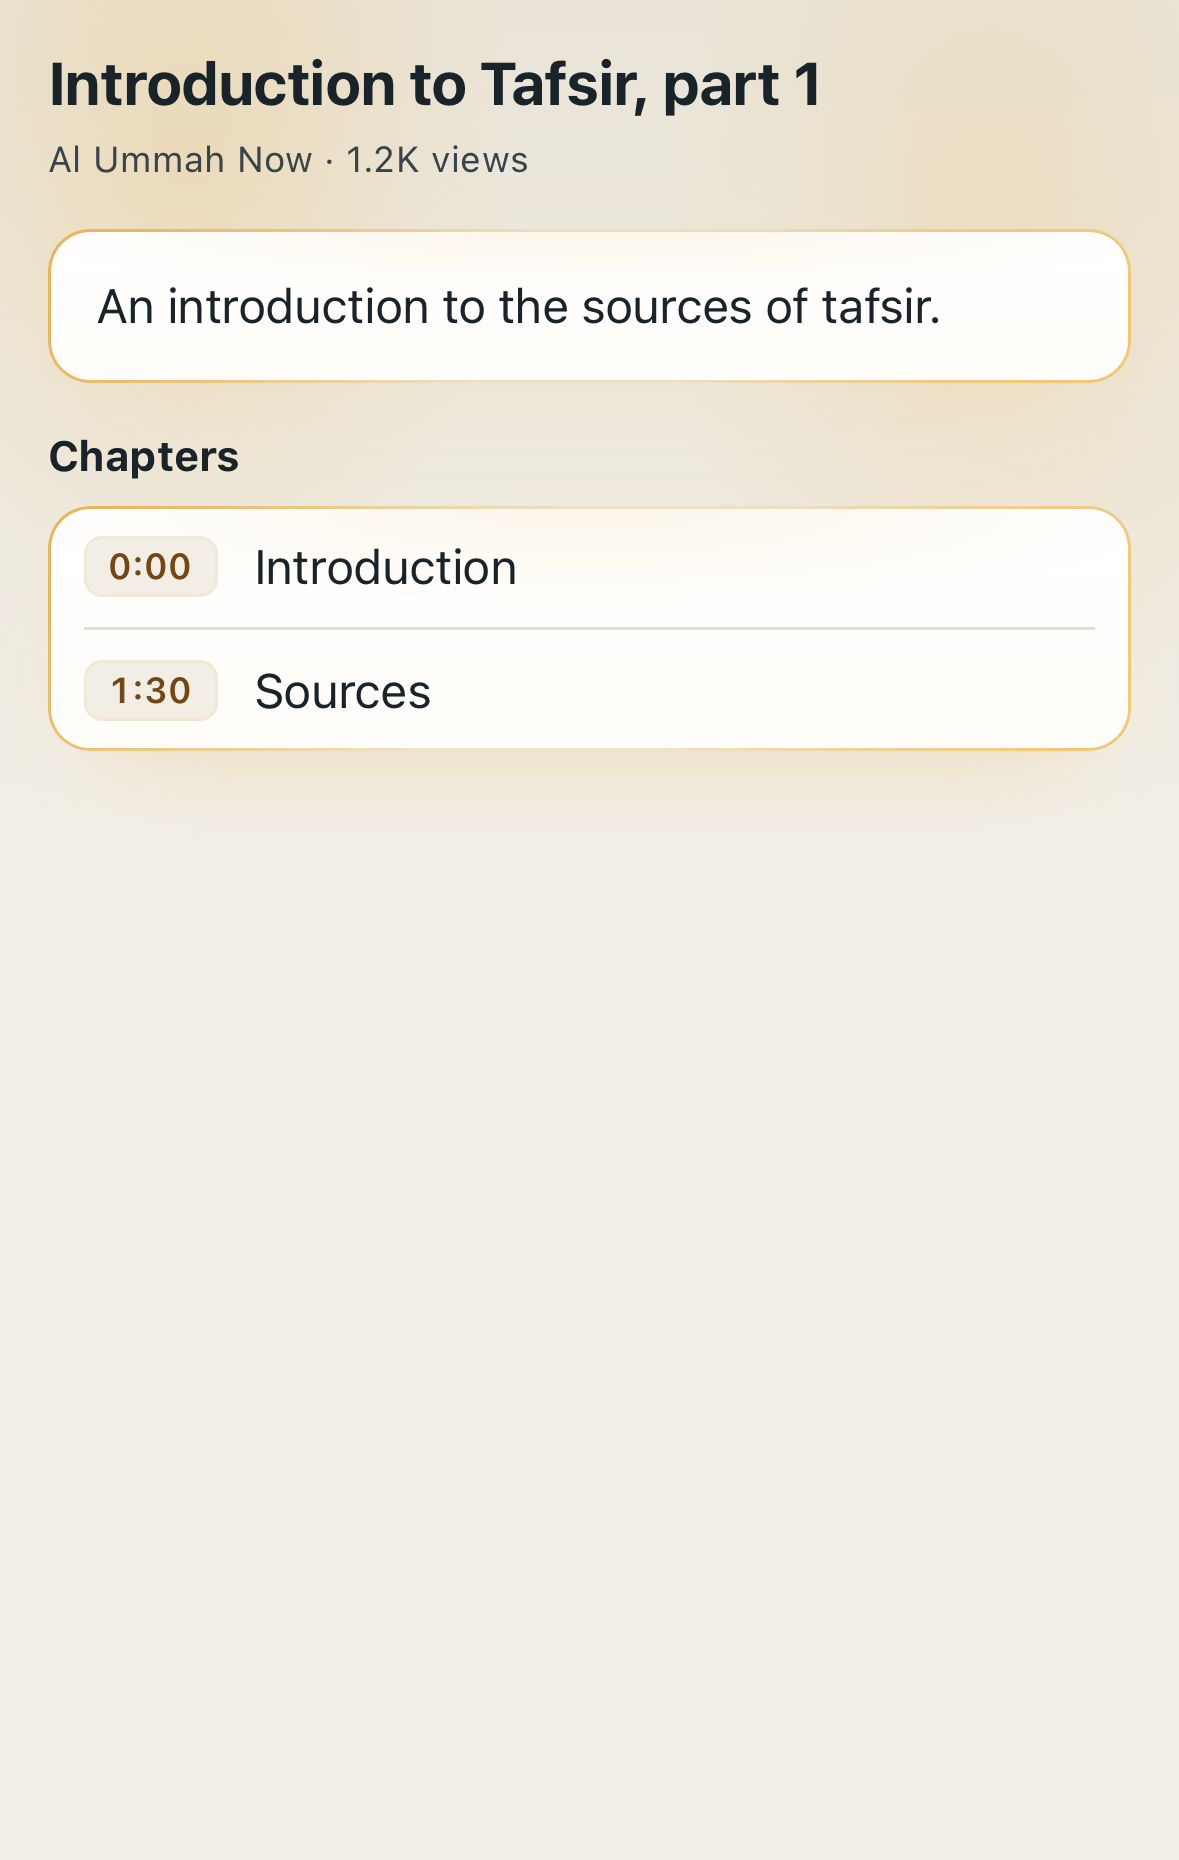 Introduction to Tafsir, part 1
Al Ummah Now · 1.2K views
An introduction to the sources of tafsir.
Chapters
0:00 Introduction
1:30 Sources